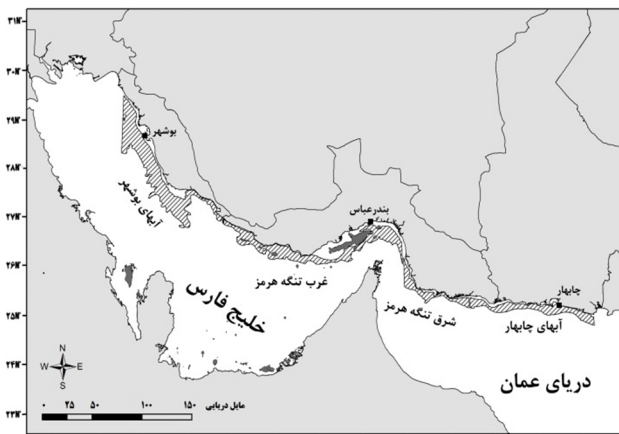 ۳۱°N
۳۰°N
۲۹°N
بوشهر
۲۸°N
آبهای بوشهر
بندرعباس
۲۷°N
۲۶°N
غرب تنگه هرمز
خلیج فارس
چابهار
شرق تنگه هرمز
آبهای چابهار
۲۵°N
۲۴°N
دریای عمان
N
W E
S
۰ ۲۵ ۵۰ ۱۰۰ ۱۵۰ مایل دریایی
۲۳°N